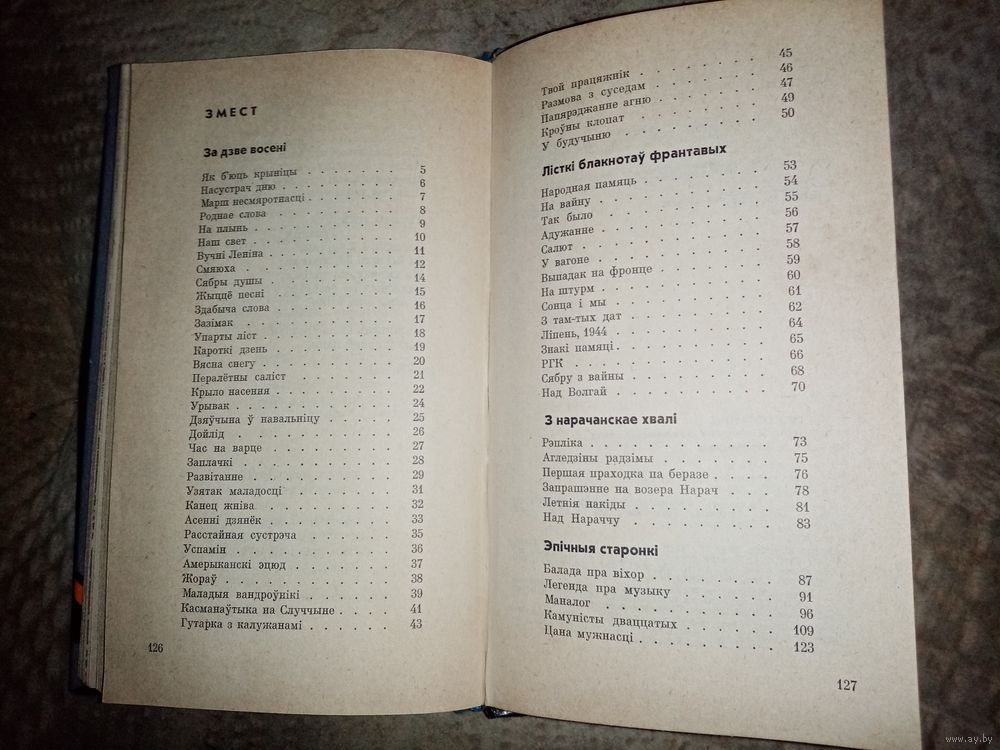 ЗМЕСТ
За дзве восені
Як б'юць крыніцы . . . . . . . . 5
Насустрач дню . . . . . . . . . 6
Марш несмяротнасці . . . . . . . 7
Роднае слова . . . . . . . . . 8
На плынь . . . . . . . . . . 9
Наш свет . . . . . . . . . . 10
Вучні Леніна . . . . . . . . . 11
Смяюха . . . . . . . . . . 12
Сябры душы . . . . . . . . . 14
Жыццё песні . . . . . . . . . 15
Здабыча слова . . . . . . . . . 16
Зазімак . . . . . . . . . . 17
Упарты ліст . . . . . . . . . 18
Кароткі дзень . . . . . . . . . 19
Вясна снегу . . . . . . . . . 20
Пералётны саліст . . . . . . . . 21
Крыло насення . . . . . . . . . 22
Урывак . . . . . . . . . . 24
Дзяўчына ў навальніцу . . . . . . 25
Дойлід . . . . . . . . . . 26
Час на варце . . . . . . . . . 27
Заплачкі . . . . . . . . . . 28
Развітанне . . . . . . . . . . 29
Узятак маладосці . . . . . . . . 31
Канец жніва . . . . . . . . . 32
Асенні дзянёк . . . . . . . . . 33
Расстайная сустрэча . . . . . . . 35
Успамін . . . . . . . . . . 36
Амерыканскі эцюд . . . . . . . . 37
Жораў . . . . . . . . . . . 38
Маладыя вандроўнікі . . . . . . . 39
Касманаўтыка на Случчыне . . . . 41
Гутарка з калужанамі . . . . . . 43
126
Твой працяжнік . . . . . . . 45
Размова з суседам . . . . . . 46
Папярэджанне агню . . . . . . 47
Кроўны клопат . . . . . . . 49
У будучыню . . . . . . . . 50
Лісткі блакнотаў франтавых
Народная памяць . . . . . . . 53
На вайну . . . . . . . . . 54
Так было . . . . . . . . . 55
Адужанне . . . . . . . . . 56
Салют . . . . . . . . . . 57
У вагоне . . . . . . . . . 58
Выпадак на фронце . . . . . . 59
На штурм . . . . . . . . . 60
Сонца і мы . . . . . . . . 61
З там-тых дат . . . . . . . 62
Ліпень, 1944 . . . . . . . . 64
Знакі памяці . . . . . . . . 65
РГК . . . . . . . . . . 66
Сябру з вайны . . . . . . . 68
Над Волгай . . . . . . . . 70
З нарачанскае хвалі
Рэпліка . . . . . . . . . 73
Агледзіны радзімы . . . . . . 75
Першая праходка па беразе . . . . 76
Запрашэнне на возера Нарач . . . 78
Летнія накіды . . . . . . . 81
Над Нараччу . . . . . . . . 83
Эпічныя старонкі
Балада пра віхор . . . . . . . 87
Легенда пра музыку . . . . . . 91
Маналог . . . . . . . . . 96
Камуністы дваццатых . . . . . . 109
Цана мужнасці . . . . . . . . 123
127
www.ay.by